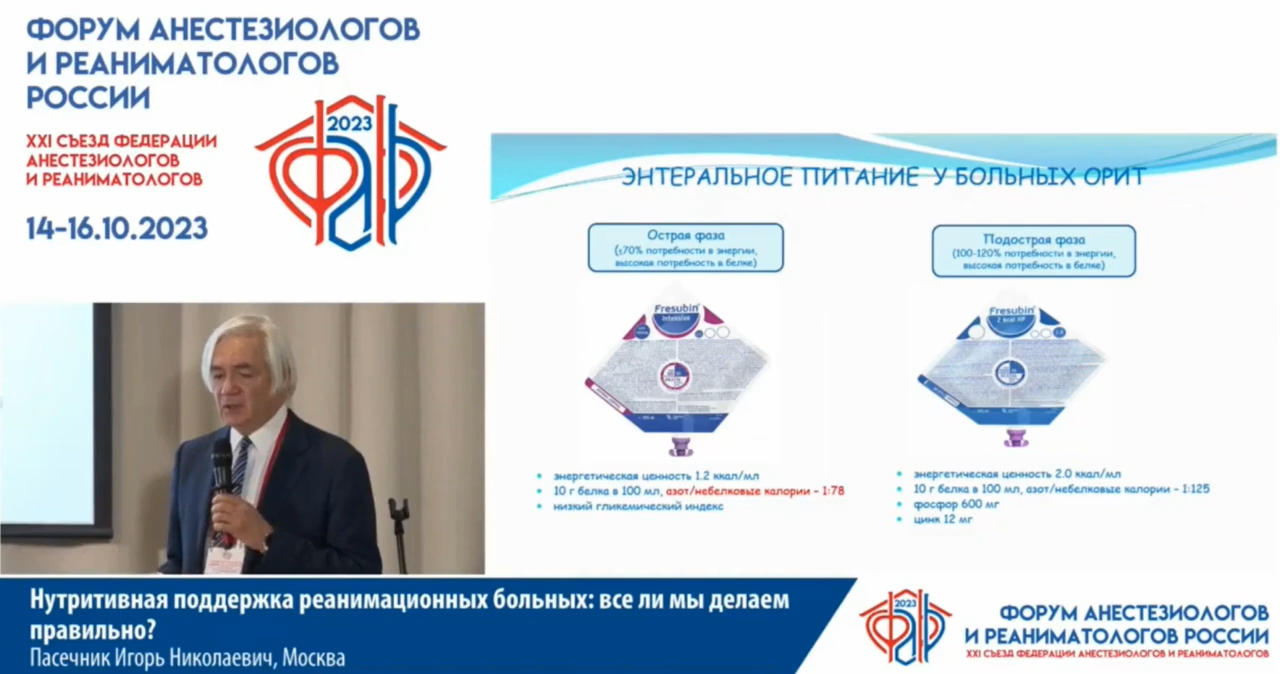 ФОРУМ АНЕСТЕЗИОЛОГОВ
И РЕАНИМАТОЛОГОВ
РОССИИ
XXI СЪЕЗД ФЕДЕРАЦИИ
АНЕСТЕЗИОЛОГОВ
И РЕАНИМАТОЛОГОВ
14-16.10.2023
2023
ЭНТЕРАЛЬНОЕ ПИТАНИЕ У БОЛЬНЫХ ОРИТ
Острая фаза
(≤70% потребности в энергии,
высокая потребность в белке)
Подострая фаза
(100-120% потребности в энергии,
высокая потребность в белке)
Fresubin
Intensive
Fresubin
2 kcal HP
• энергетическая ценность 1.2 ккал/мл
• 10 г белка в 100 мл, азот/небелковые калории – 1:78
• низкий гликемический индекс
• энергетическая ценность 2.0 ккал/мл
• 10 г белка в 100 мл, азот/небелковые калории – 1:125
• фосфор 600 мг
• цинк 12 мг
Нутритивная поддержка реанимационных больных: все ли мы делаем
правильно?
Пасечник Игорь Николаевич, Москва
2023
ФОРУМ АНЕСТЕЗИОЛОГОВ
И РЕАНИМАТОЛОГОВ РОССИИ
XXI СЪЕЗД ФЕДЕРАЦИИ АНЕСТЕЗИОЛОГОВ И РЕАНИМАТОЛОГОВ